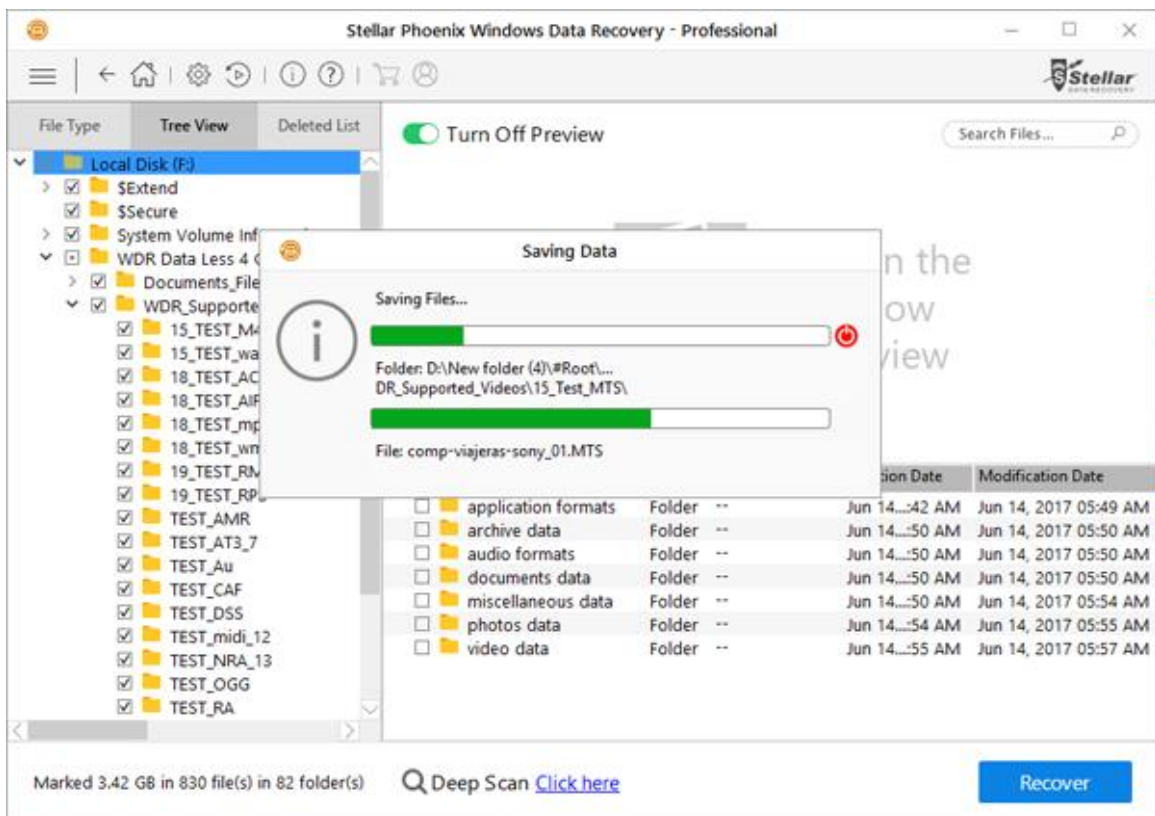 Stellar Phoenix Windows Data Recovery - Professional
Stellar
DATA RECOVERY
File Type Tree View Deleted List
Turn Off Preview
Search Files...
Local Disk (F:)
$Extend
$Secure
System Volume Inf
WDR Data Less 4
Documents_File
WDR_Supporte
15_TEST_M4
15_TEST_wa
18_TEST_AC
18_TEST_AIF
18_TEST_mp
18_TEST_wm
19_TEST_RM
19_TEST_RPS
TEST_AMR
TEST_AT3_7
TEST_Au
TEST_CAF
TEST_DSS
TEST_midi_12
TEST_NRA_13
TEST_OGG
TEST_RA
Saving Data
Saving Files...
Folder: D:\New folder (4)\#Root\...
DR_Supported_Videos\15_Test_MTS\
File: comp-viajeras-sony_01.MTS
n the
ow
view
tion Date Modification Date
application formats Folder -- Jun 14...:42 AM Jun 14, 2017 05:49 AM
archive data Folder -- Jun 14...:50 AM Jun 14, 2017 05:50 AM
audio formats Folder -- Jun 14...:50 AM Jun 14, 2017 05:50 AM
documents data Folder -- Jun 14...:50 AM Jun 14, 2017 05:50 AM
miscellaneous data Folder -- Jun 14...:50 AM Jun 14, 2017 05:54 AM
photos data Folder -- Jun 14...:54 AM Jun 14, 2017 05:55 AM
video data Folder -- Jun 14...:55 AM Jun 14, 2017 05:57 AM
Marked 3.42 GB in 830 file(s) in 82 folder(s)
Deep Scan Click here
Recover